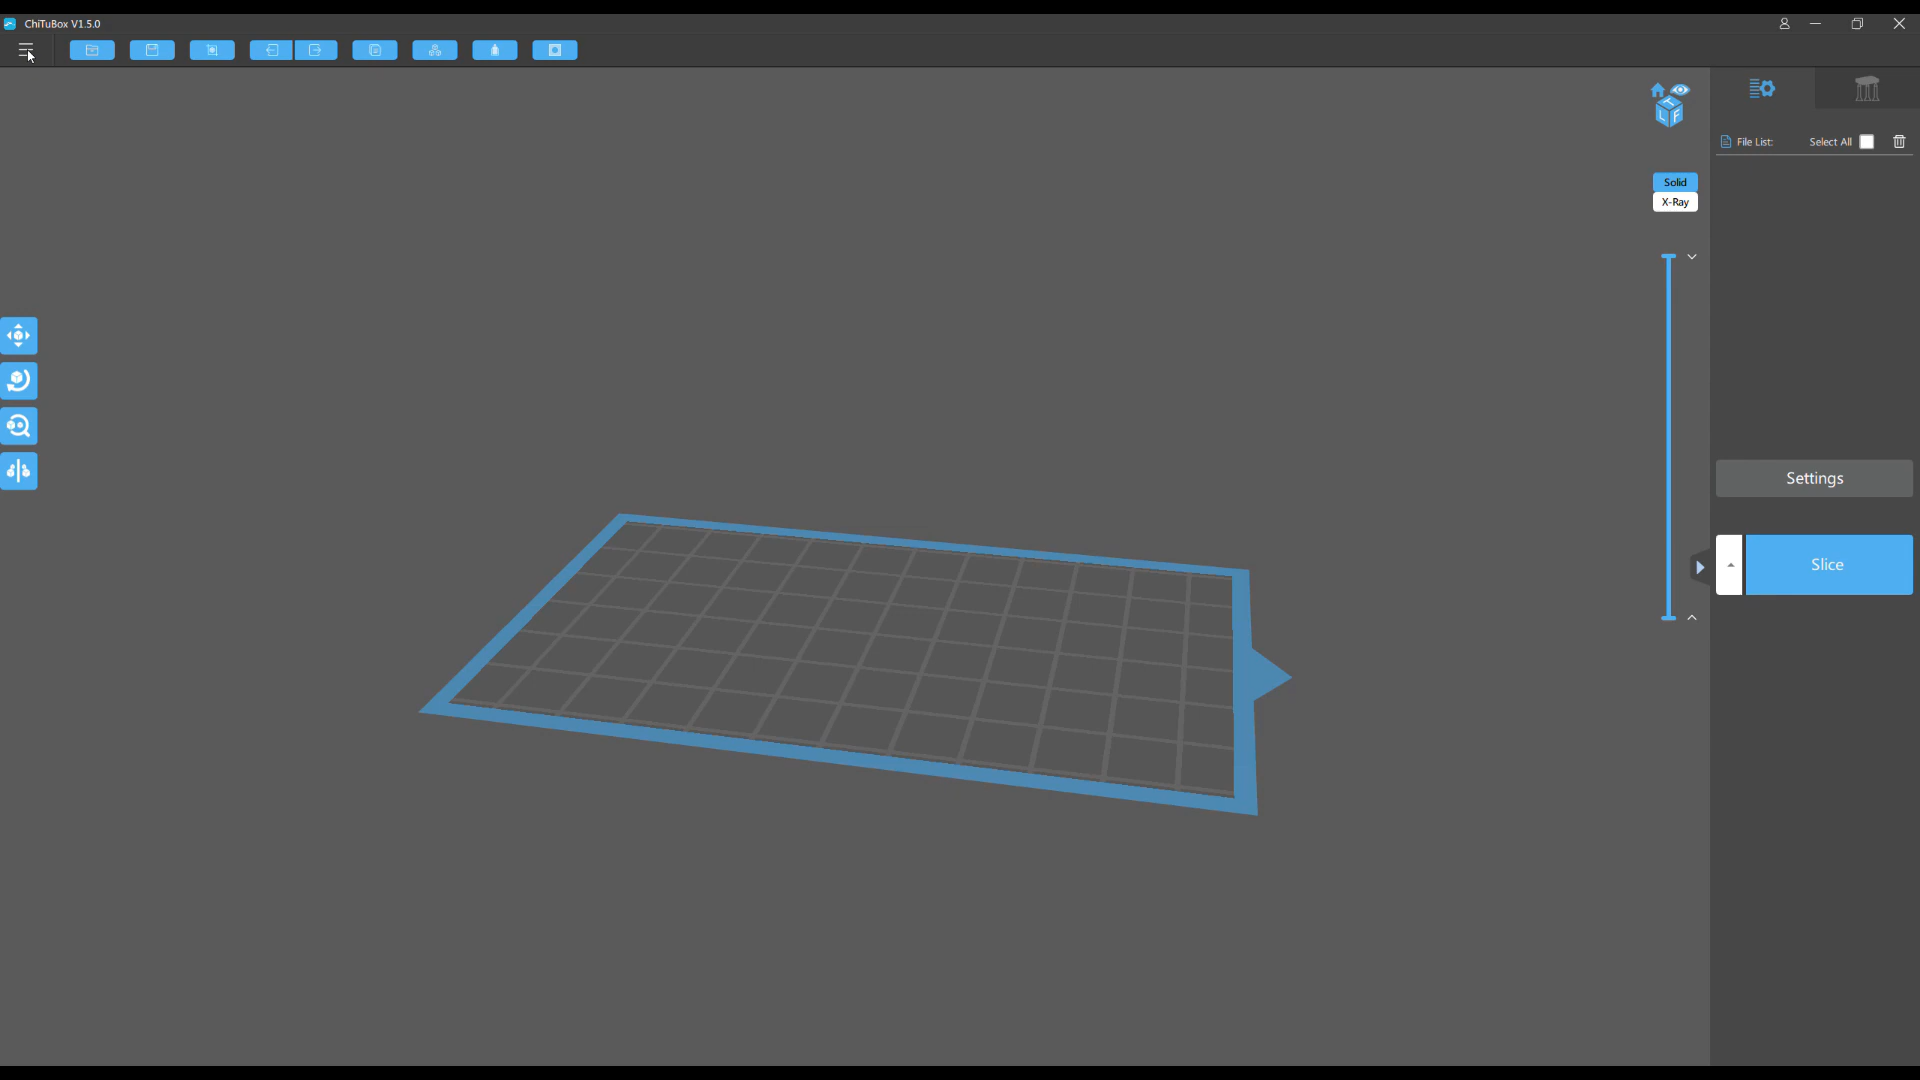 ChiTuBox V1.5.0
T
L F
File List:
Select All
Solid
X-Ray
Settings
Slice